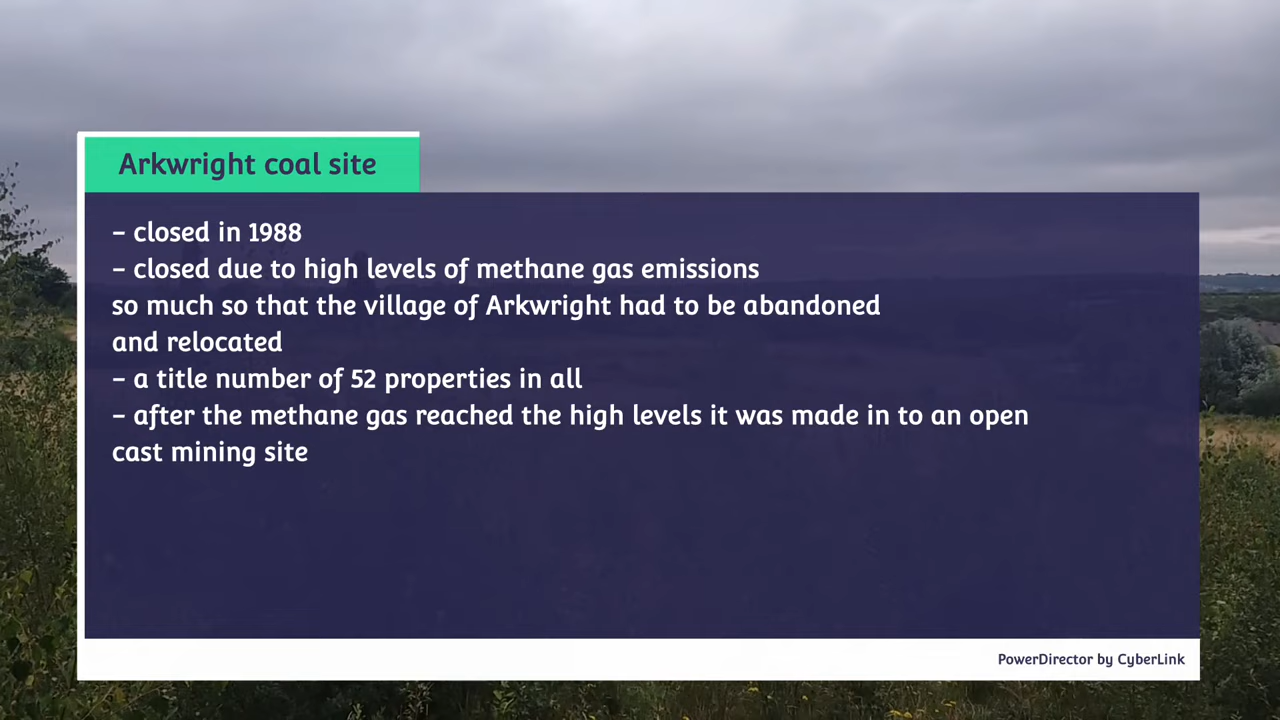 Arkwright coal site
– closed in 1988
– closed due to high levels of methane gas emissions
so much so that the village of Arkwright had to be abandoned
and relocated
– a title number of 52 properties in all
– after the methane gas reached the high levels it was made in to an open
cast mining site
PowerDirector by CyberLink